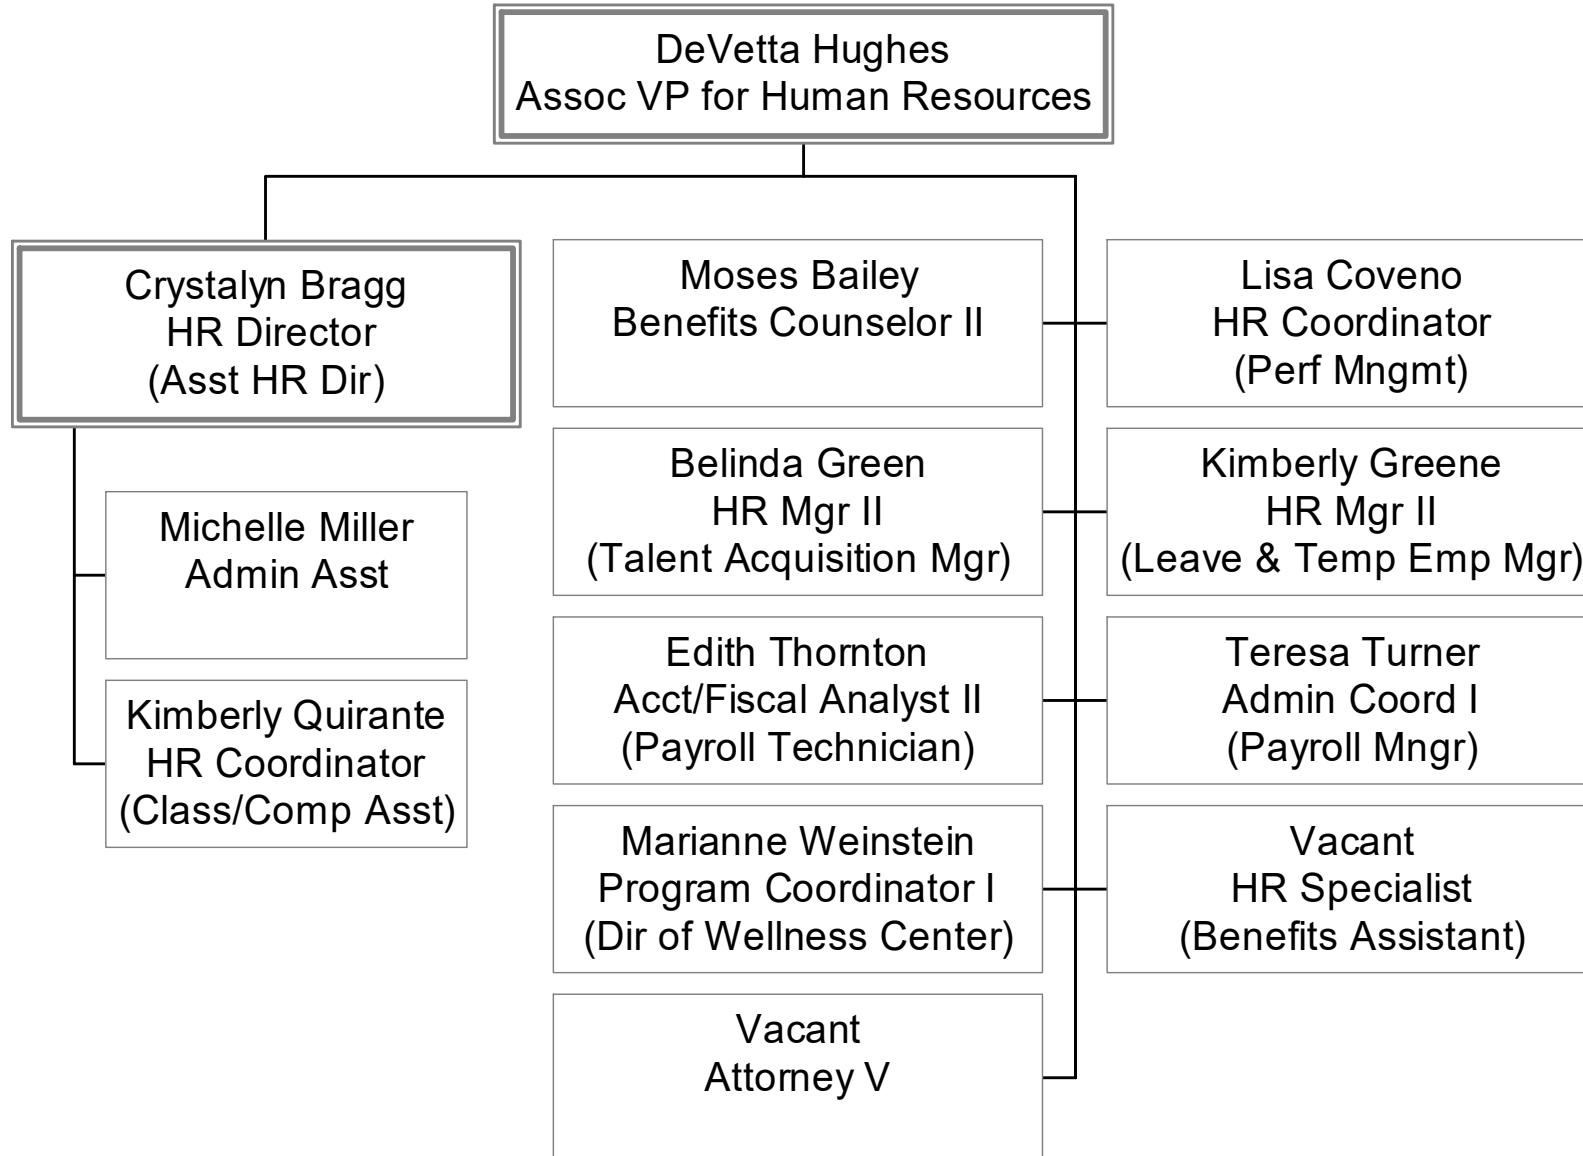 DeVetta Hughes
Assoc VP for Human Resources
Crystalyn Bragg
HR Director
(Asst HR Dir)
Michelle Miller
Admin Asst
Kimberly Quirante
HR Coordinator
(Class/Comp Asst)
Moses Bailey
Benefits Counselor II
Lisa Coveno
HR Coordinator
(Perf Mngmt)
Belinda Green
HR Mgr II
(Talent Acquisition Mgr)
Kimberly Greene
HR Mgr II
(Leave & Temp Emp Mgr)
Edith Thornton
Acct/Fiscal Analyst II
(Payroll Technician)
Teresa Turner
Admin Coord I
(Payroll Mngr)
Marianne Weinstein
Program Coordinator I
(Dir of Wellness Center)
Vacant
HR Specialist
(Benefits Assistant)
Vacant
Attorney V